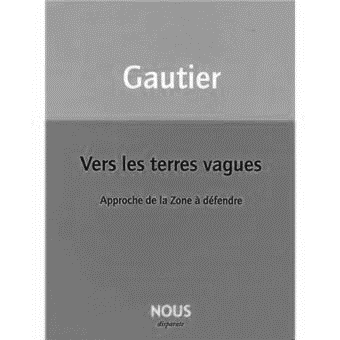 Gautier
Vers les terres vagues
Approche de la Zone à défendre
NOUS
disparate